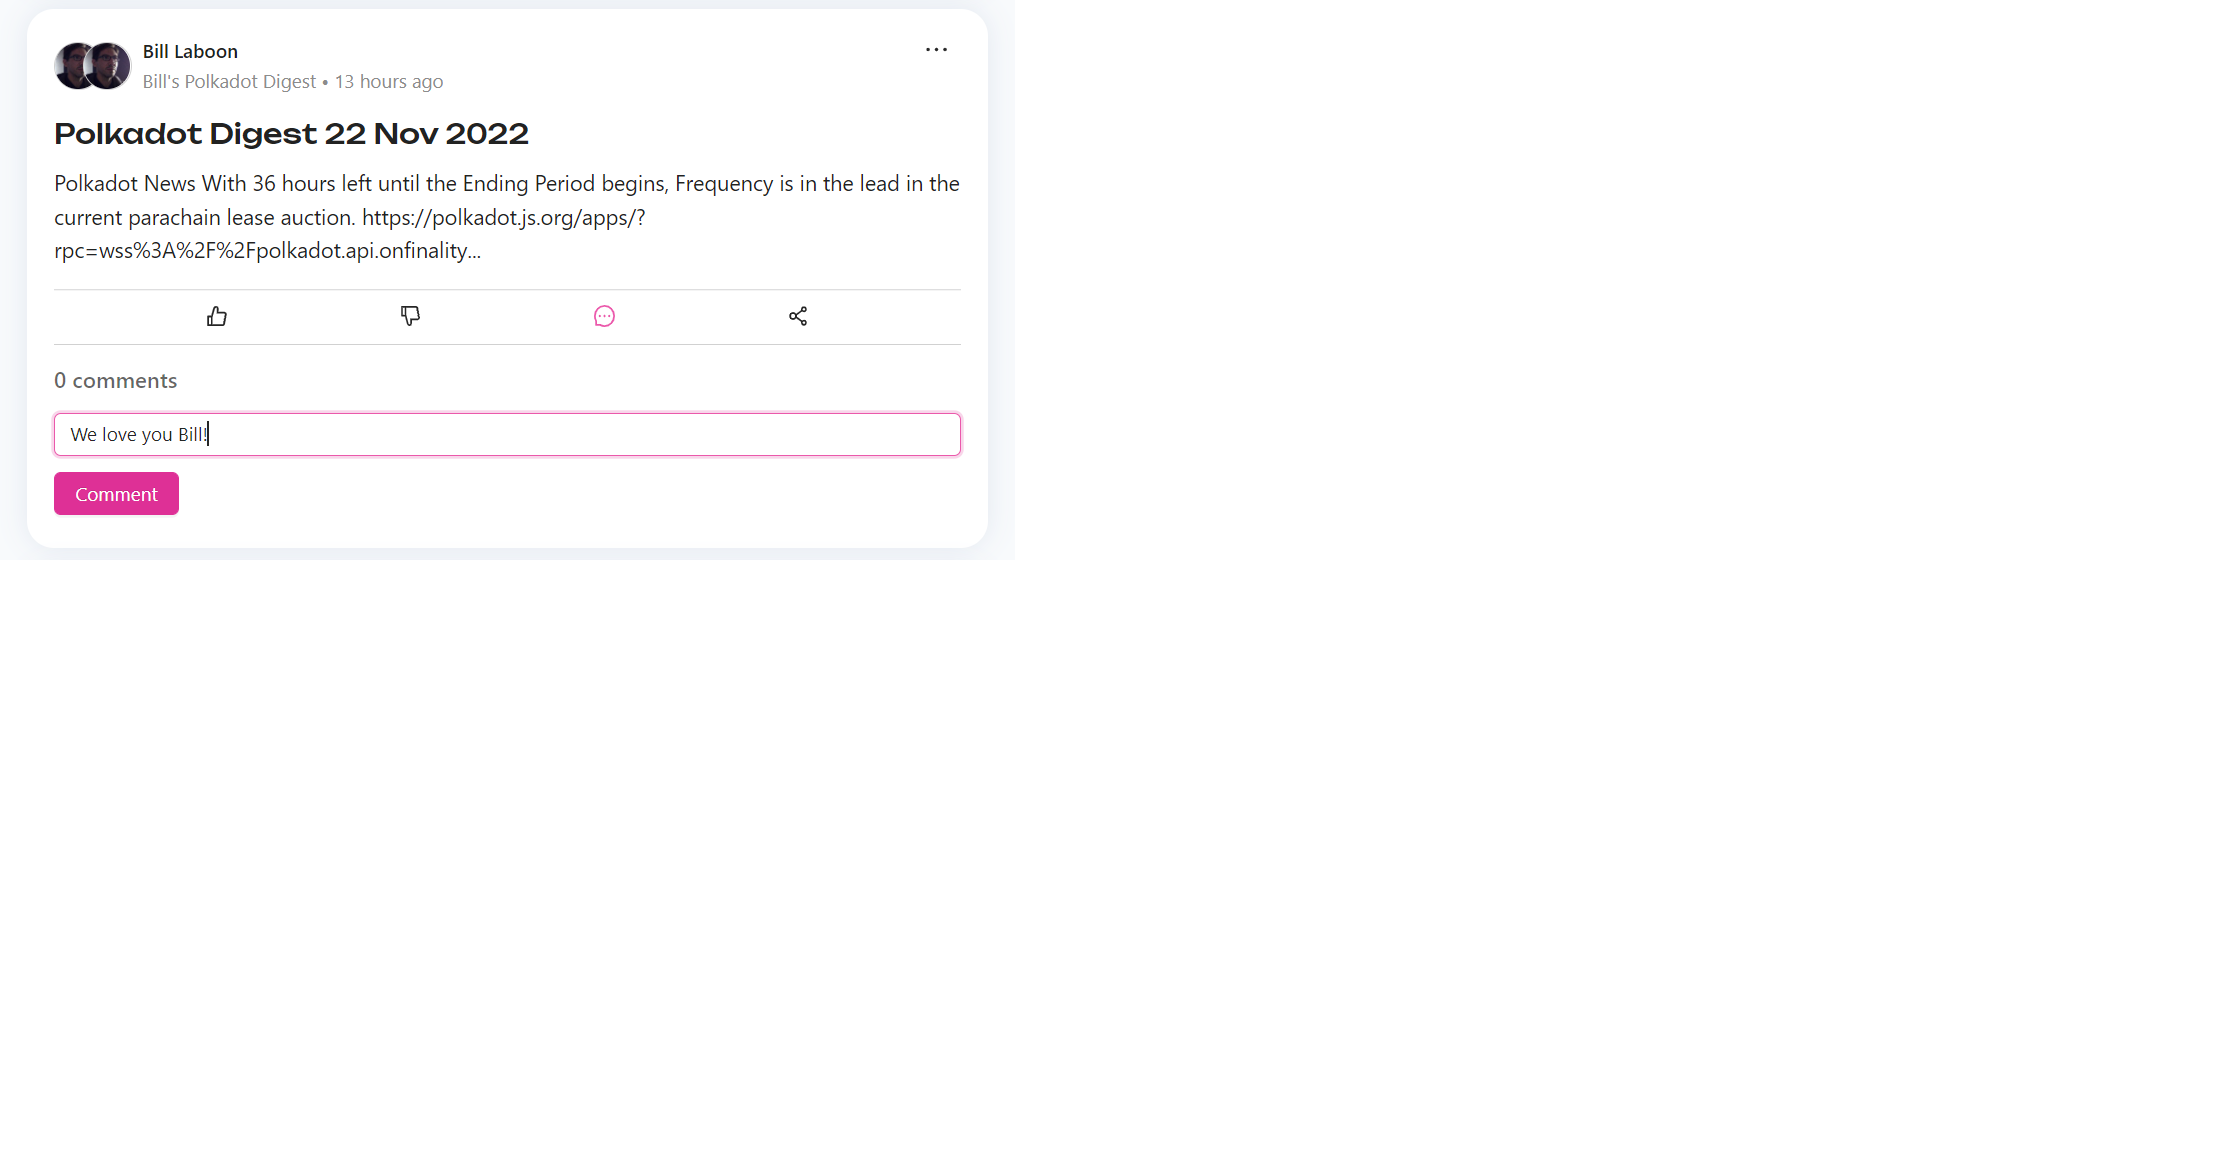 Bill Laboon
Bill's Polkadot Digest • 13 hours ago
Polkadot Digest 22 Nov 2022
Polkadot News With 36 hours left until the Ending Period begins, Frequency is in the lead in the
current parachain lease auction. https://polkadot.js.org/apps/?
rpc=wss%3A%2F%2Fpolkadot.api.onfinality...
0 comments
We love you Bill!
Comment